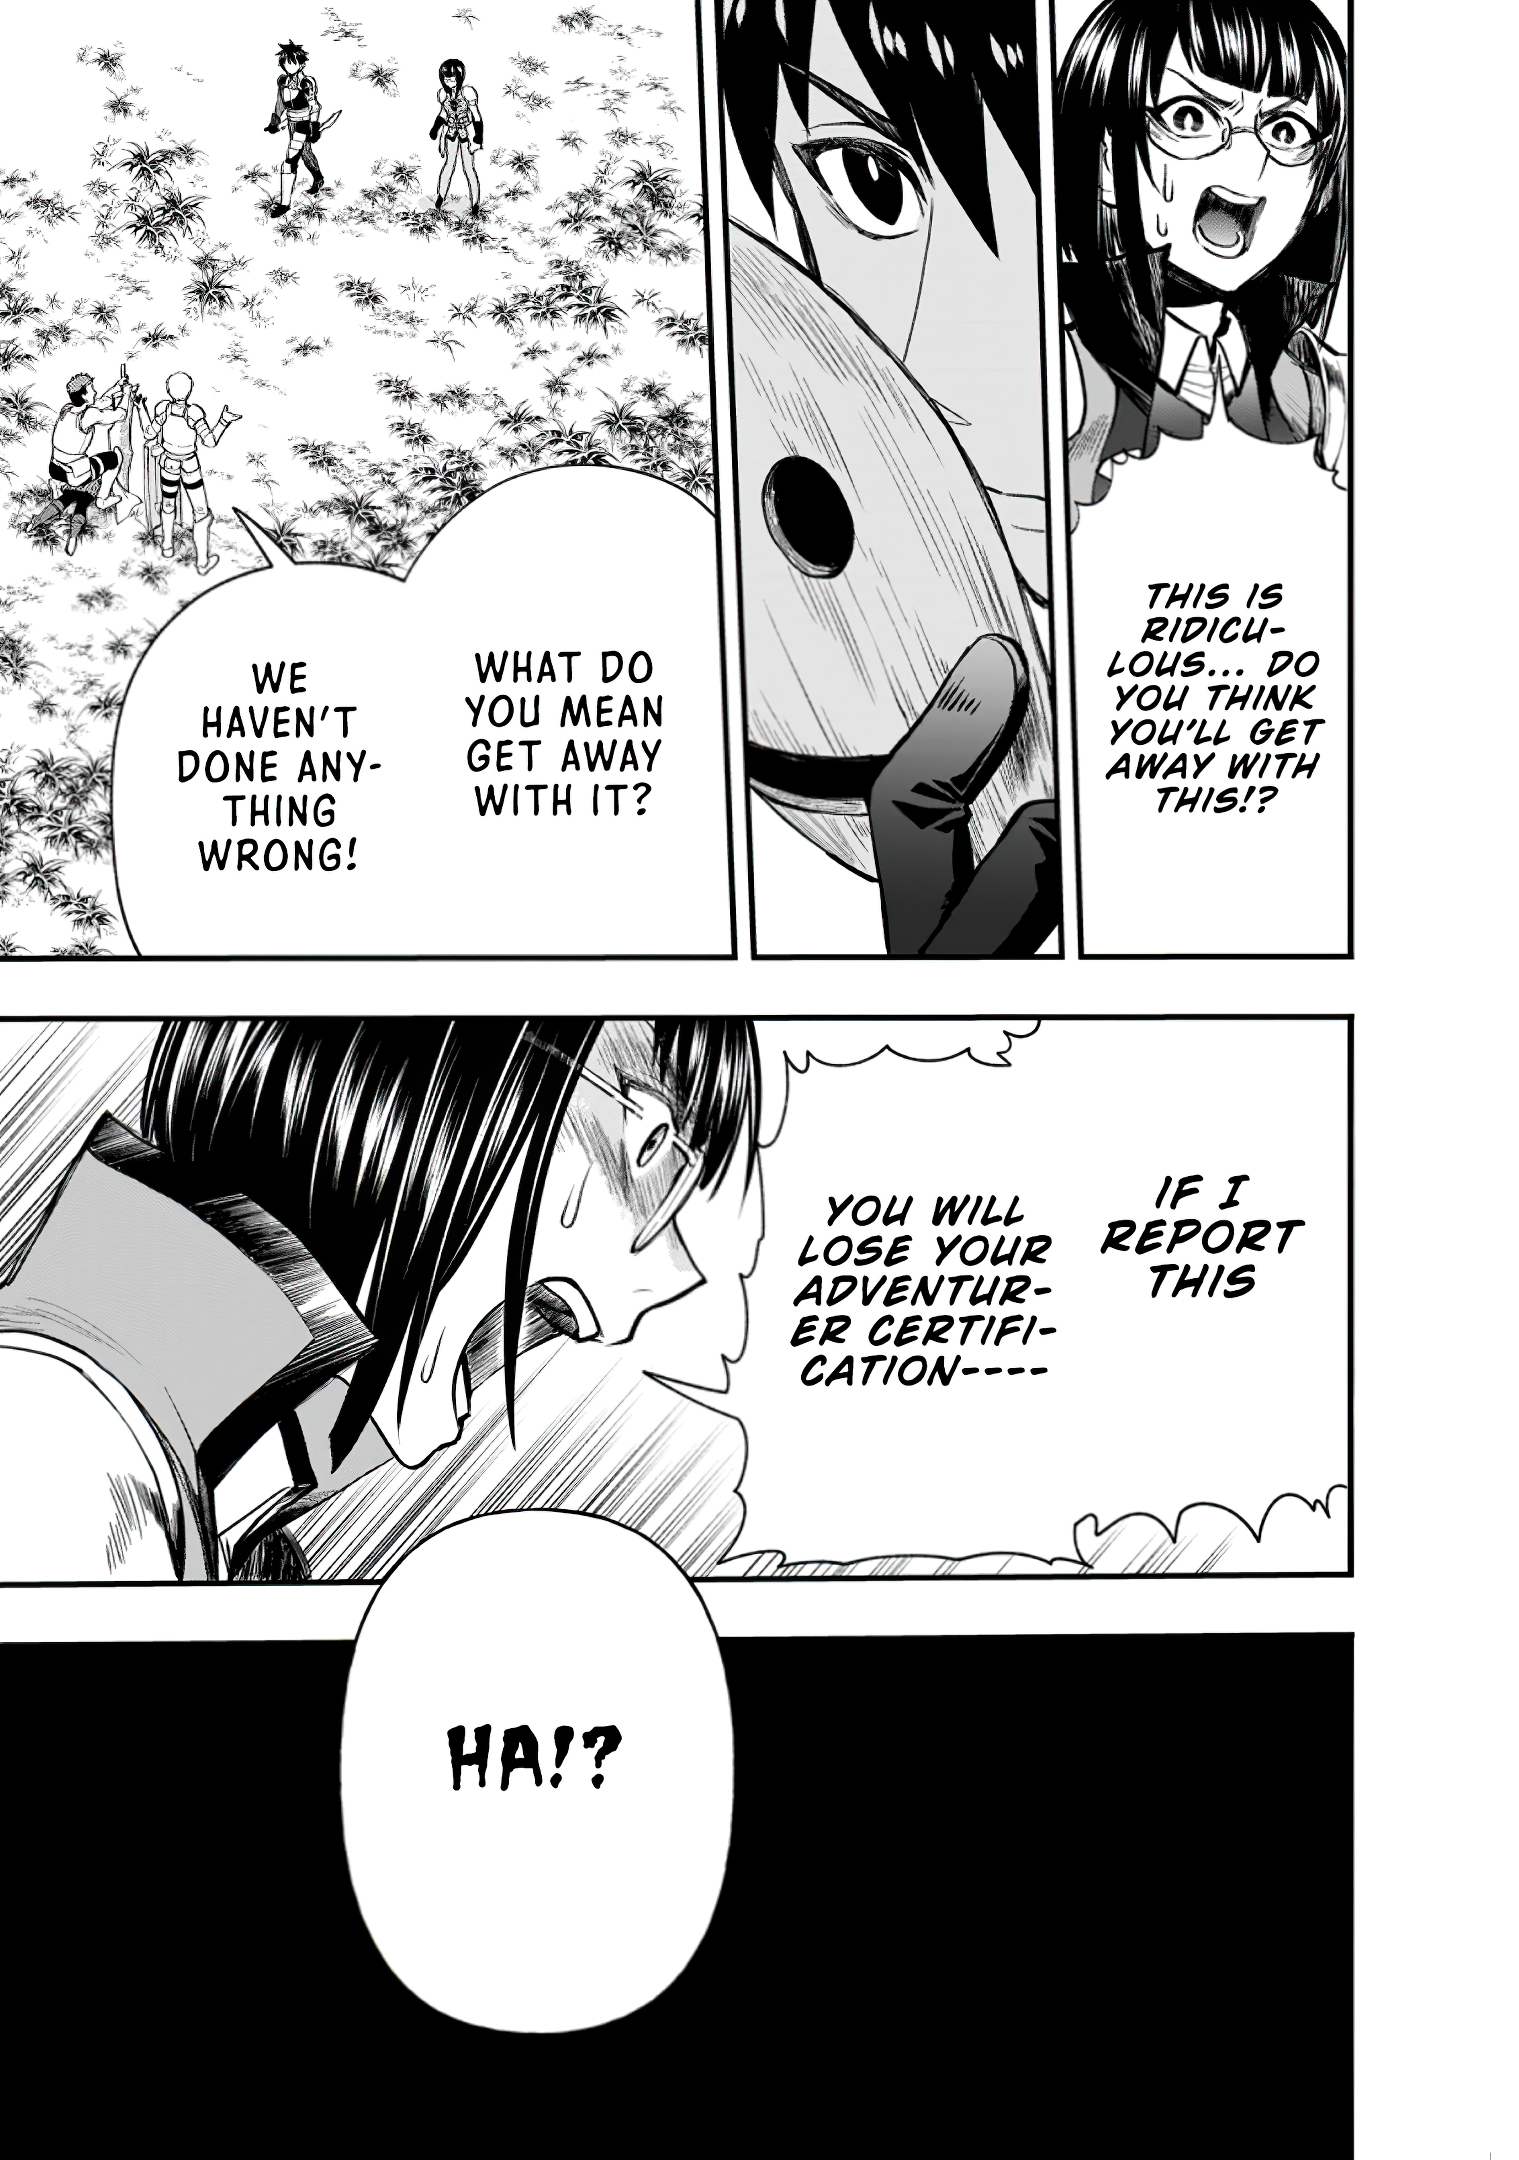 THIS IS
RIDICU-
LOUS... DO
YOU THINK
YOU'LL GET
AWAY WITH
THIS!?
WHAT DO
YOU MEAN
GET AWAY
WITH IT?
WE
HAVEN'T
DONE ANY-
THING
WRONG!
IF I
REPORT
THIS
YOU WILL
LOSE YOUR
ADVENTUR-
ER CERTIFI-
CATION----
HA!?